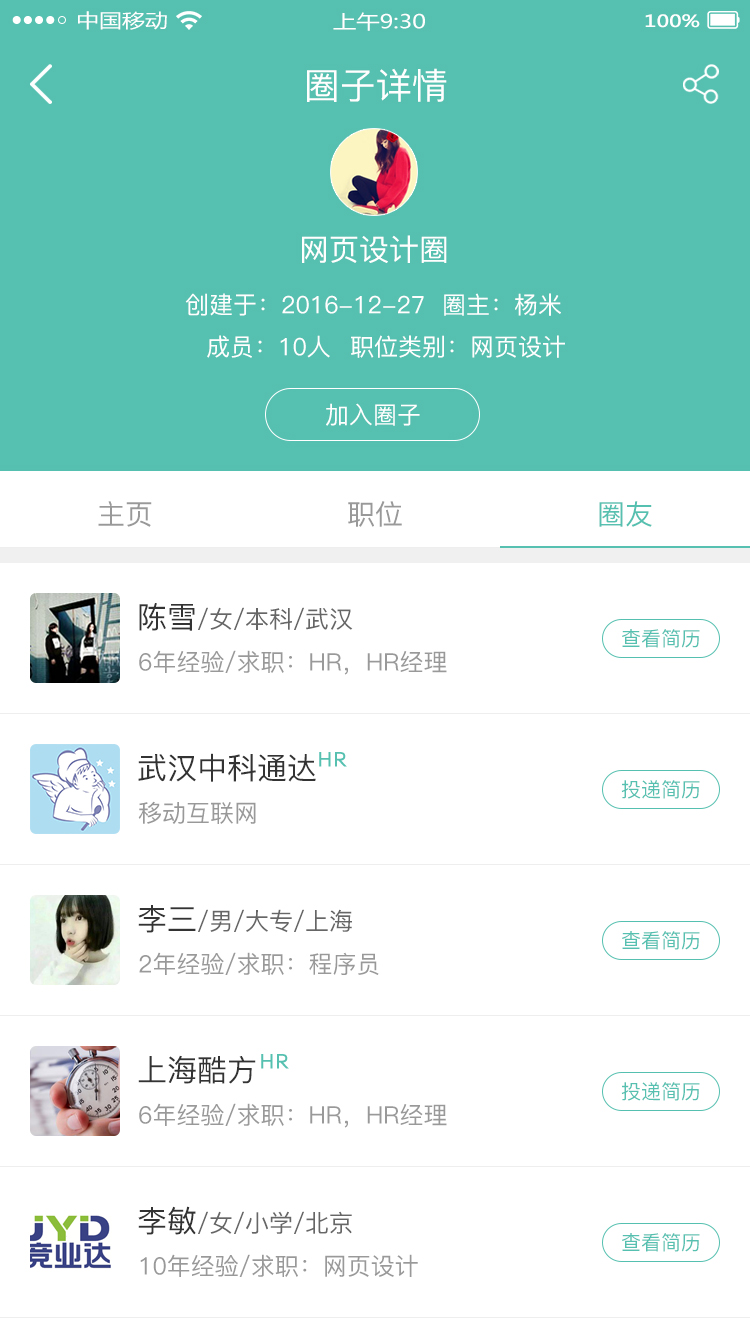 中国移动 上午9:30 100%
圈子详情
网页设计圈
创建于：2016-12-27 圈主：杨米
成员：10人 职位类别：网页设计
加入圈子
主页 职位 圈友
陈雪/女/本科/武汉
6年经验/求职：HR，HR经理
查看简历
武汉中科通达HR
移动互联网
投递简历
李三/男/大专/上海
2年经验/求职：程序员
查看简历
上海酷方HR
6年经验/求职：HR，HR经理
投递简历
JYD
竞业达
李敏/女/小学/北京
10年经验/求职：网页设计
查看简历